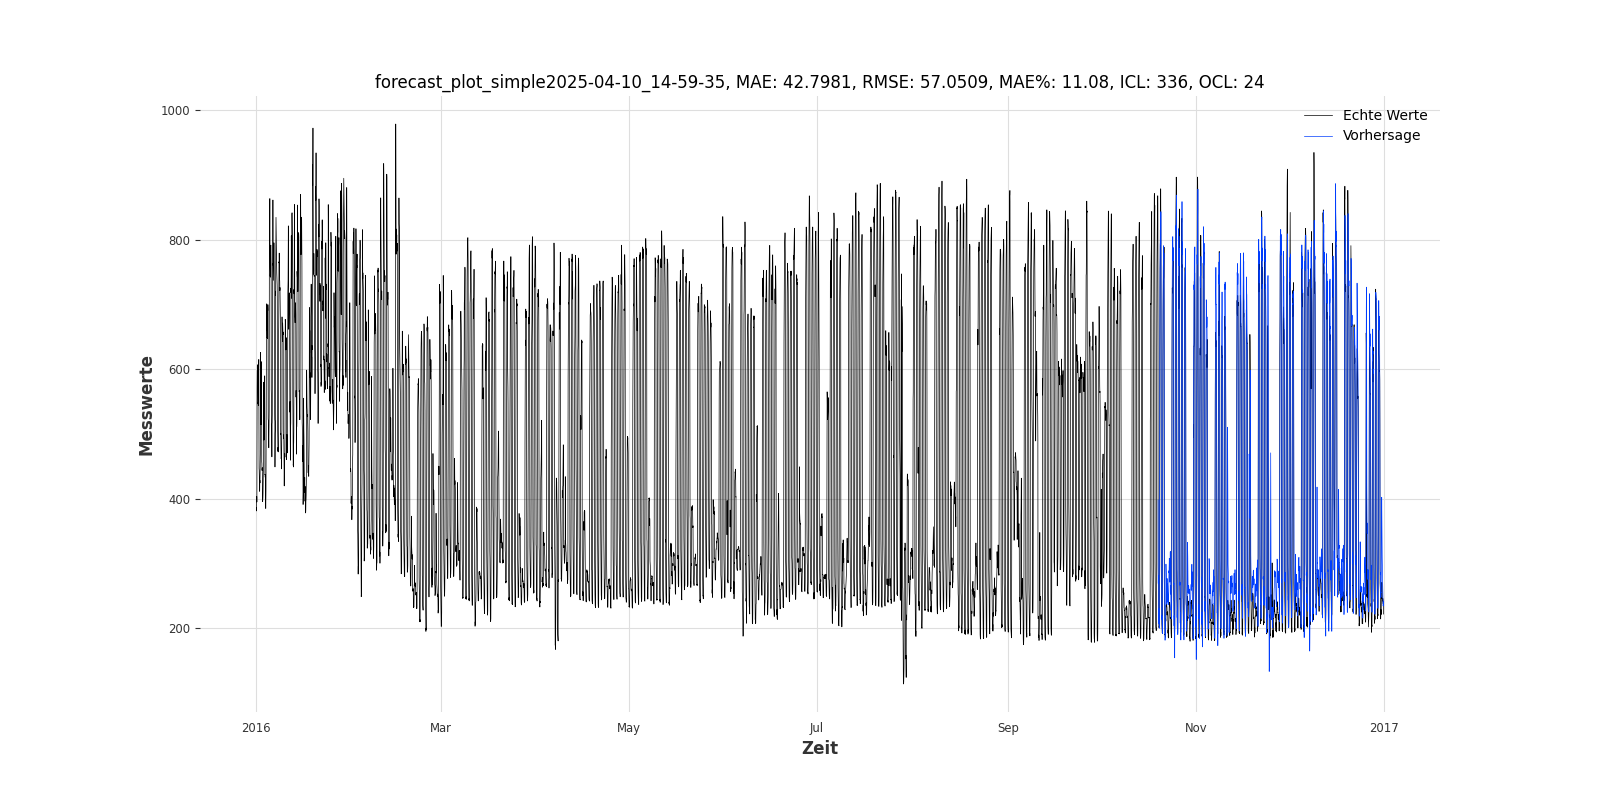 forecast_plot_simple2025-04-10_14-59-35, MAE: 42.7981, RMSE: 57.0509, MAE%: 11.08, ICL: 336, OCL: 24
Echte Werte
Vorhersage
1000
800
600
400
200
Messwerte
2016
Mar
May
Jul
Sep
Nov
2017
Zeit